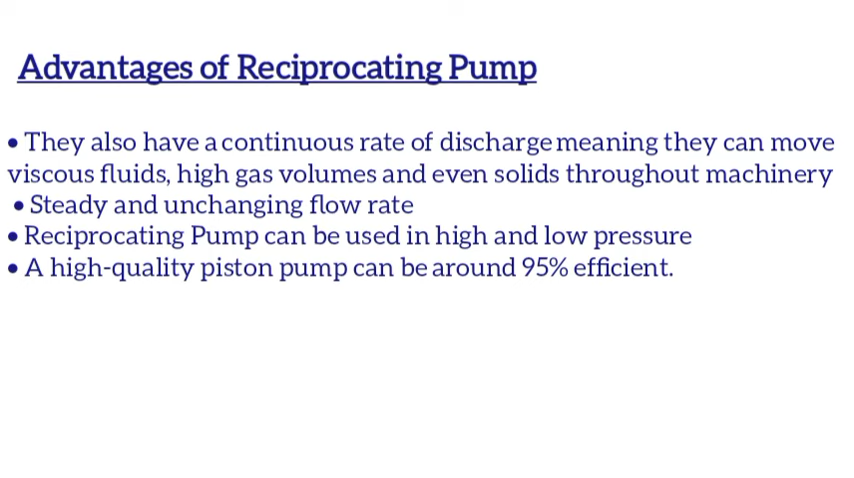 Advantages of Reciprocating Pump
• They also have a continuous rate of discharge meaning they can move
viscous fluids, high gas volumes and even solids throughout machinery
• Steady and unchanging flow rate
• Reciprocating Pump can be used in high and low pressure
• A high-quality piston pump can be around 95% efficient.